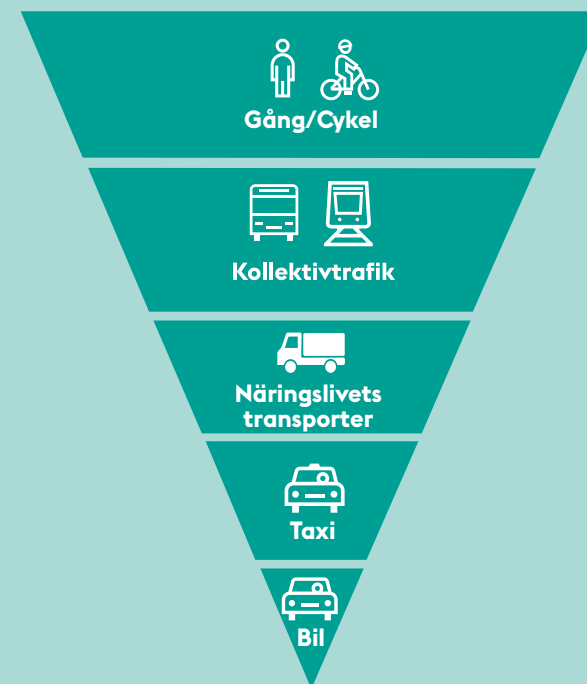 Gång/Cykel
Kollektivtrafik
Näringslivets
transporter
Taxi
Bil